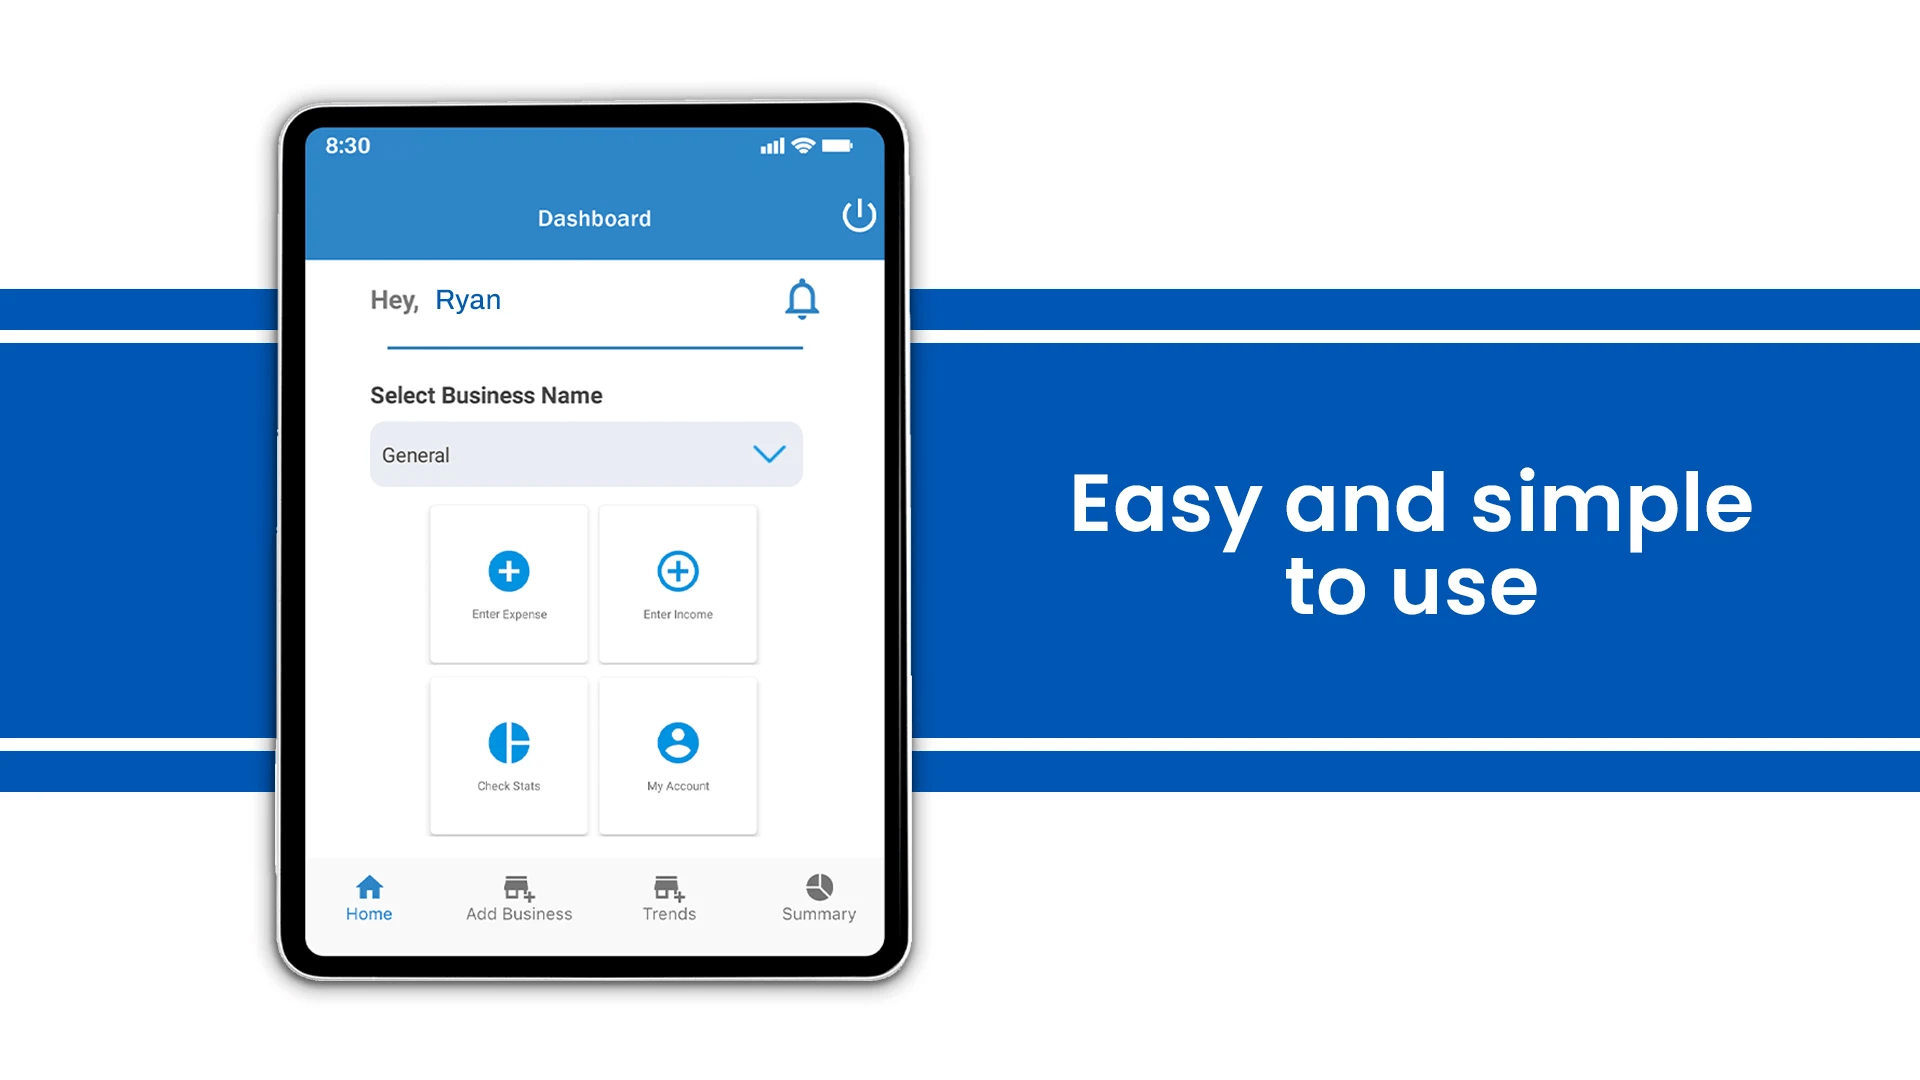 8:30
Dashboard
Hey, Ryan
Select Business Name
General
Enter Expense
Enter Income
Check Stats
My Account
Home
Add Business
Trends
Summary
Easy and simple
to use